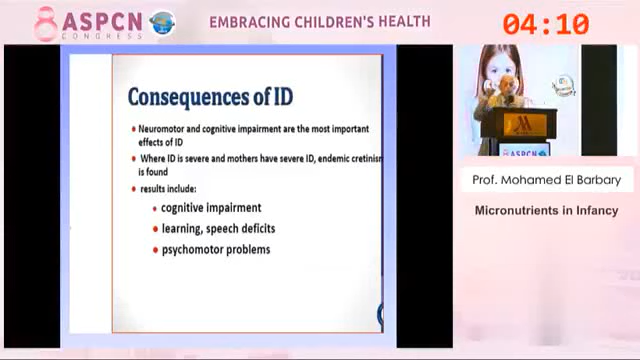 8 ASPCN
CONGRESS
EMBRACING CHILDREN'S HEALTH
04:10
Consequences of ID
Neuromotor and cognitive impairment are the most important
effects of ID
Where ID is severe and mothers have severe ID, endemic cretinism
is found
results include:
cognitive impairment
learning, speech deficits
psychomotor problems
ASPCN
Prof. Mohamed El Barbary
Micronutrients in Infancy